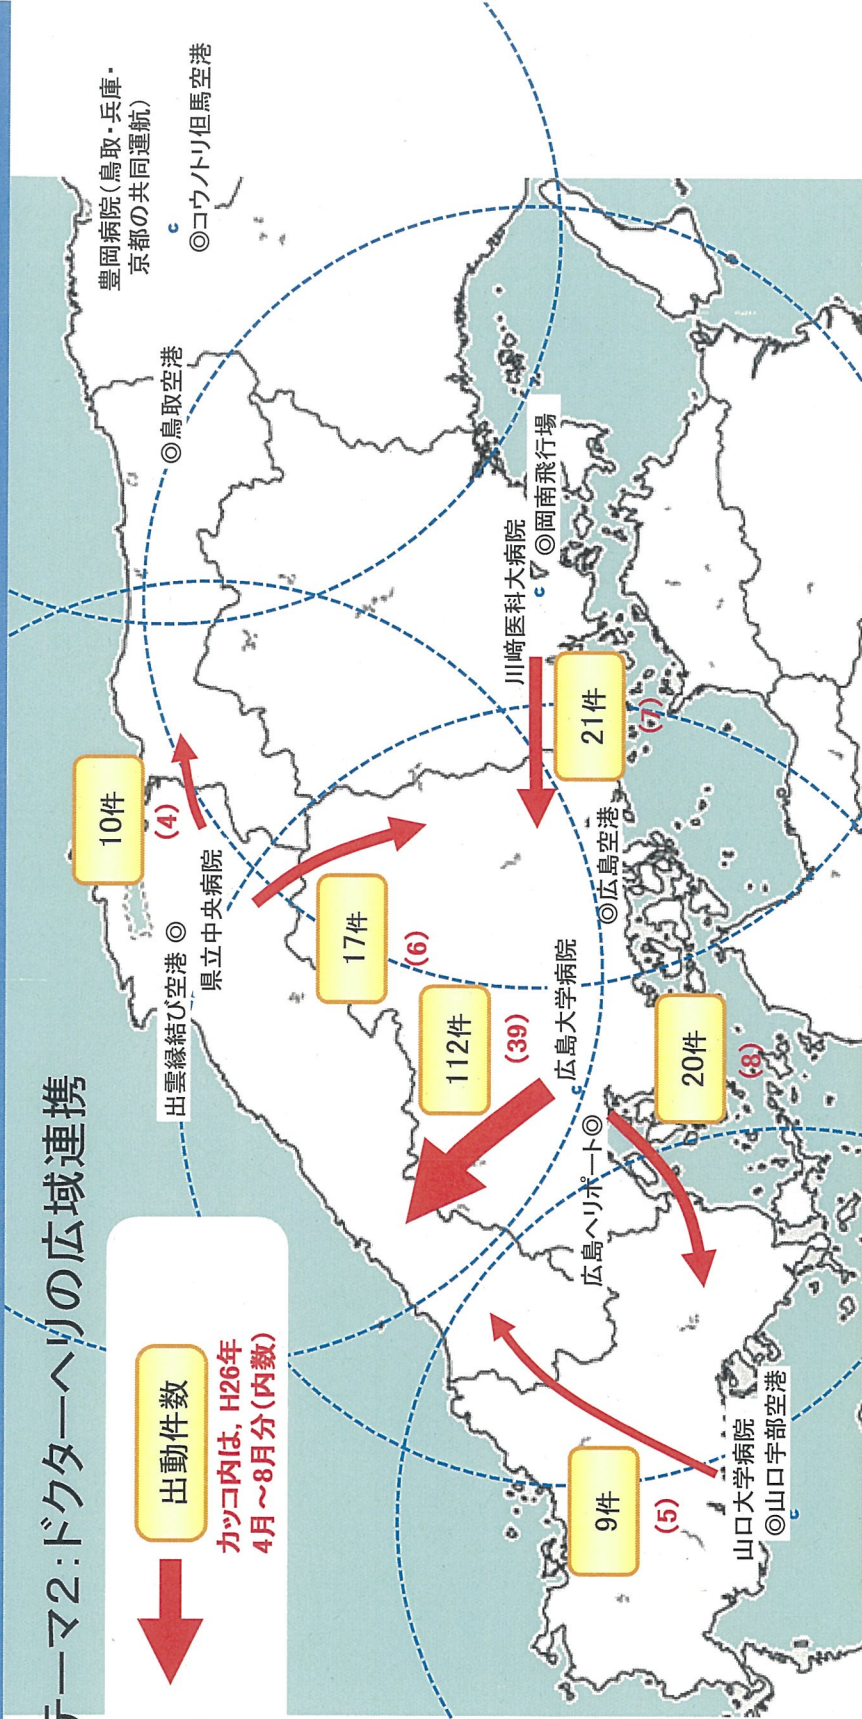 テーマ2:ドクターヘリの広域連携
出動件数
カッコ内は，H26年
4月～8月分(内数)
豊岡病院(鳥取・兵庫・
京都の共同運航)
c
◎コウノトリ但馬空港
◎鳥取空港
10件
(4)
出雲縁結び空港◎
県立中央病院
17件
(6)
112件
(39)
川﨑医科大病院
c
◎岡南飛行場
21件
(7)
◎広島空港
広島大学病院
c
広島ヘリポート◎
20件
(8)
9件
(5)
山口大学病院
◎山口宇部空港
c